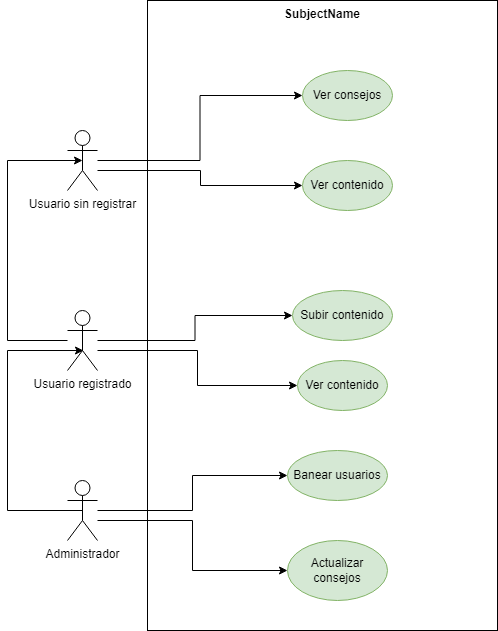 SubjectName
Ver consejos
Ver contenido
Usuario sin registrar
Subir contenido
Ver contenido
Usuario registrado
Banear usuarios
Administrador
Actualizar
consejos